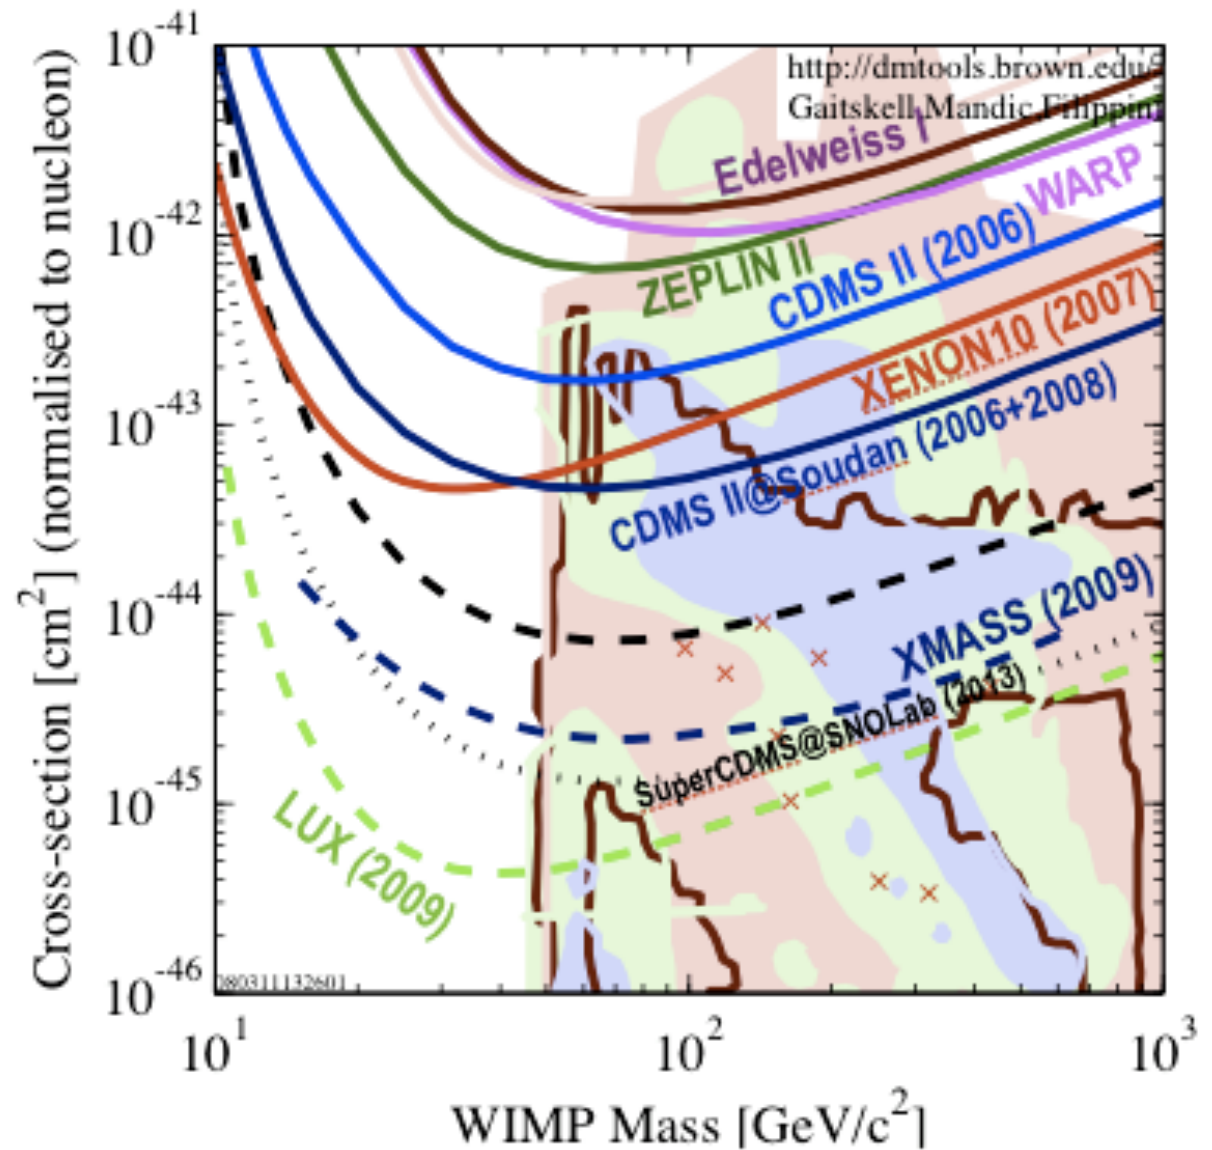 10^-41
http://dmtools.brown.edu/
Gaitskell,Mandic,Filippini
Edelweiss I
WARP
10^-42
ZEPLIN II
CDMS II (2006)
XENON10 (2007)
10^-43
CDMS II@Soudan (2006+2008)
10^-44
XMASS (2009)
SuperCDMS@SNOLab (2013)
10^-45
LUX (2009)
10^-46
080311132601
10^1
10^2
10^3
WIMP Mass [GeV/c^2]
Cross-section [cm^2] (normalised to nucleon)